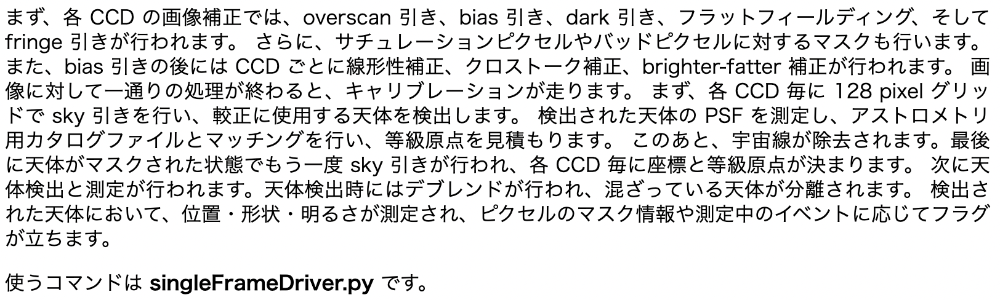 まず、各 CCD の画像補正では、overscan 引き、bias 引き、dark 引き、フラットフィールディング、そして
fringe 引きが行われます。 さらに、サチュレーションピクセルやバッドピクセルに対するマスクも行います。
また、bias 引きの後には CCD ごとに線形性補正、クロストーク補正、brighter-fatter 補正が行われます。 画
像に対して一通りの処理が終わると、キャリブレーションが走ります。 まず、各 CCD 毎に 128 pixel グリッ
ドで sky 引きを行い、較正に使用する天体を検出します。 検出された天体の PSF を測定し、アストロメトリ
用カタログファイルとマッチングを行い、等級原点を見積もります。 このあと、宇宙線が除去されます。最後
に天体がマスクされた状態でもう一度 sky 引きが行われ、各 CCD 毎に座標と等級原点が決まります。 次に天
体検出と測定が行われます。天体検出時にはデブレンドが行われ、混ざっている天体が分離されます。 検出さ
れた天体において、位置・形状・明るさが測定され、ピクセルのマスク情報や測定中のイベントに応じてフラグ
が立ちます。
使うコマンドは singleFrameDriver.py です。